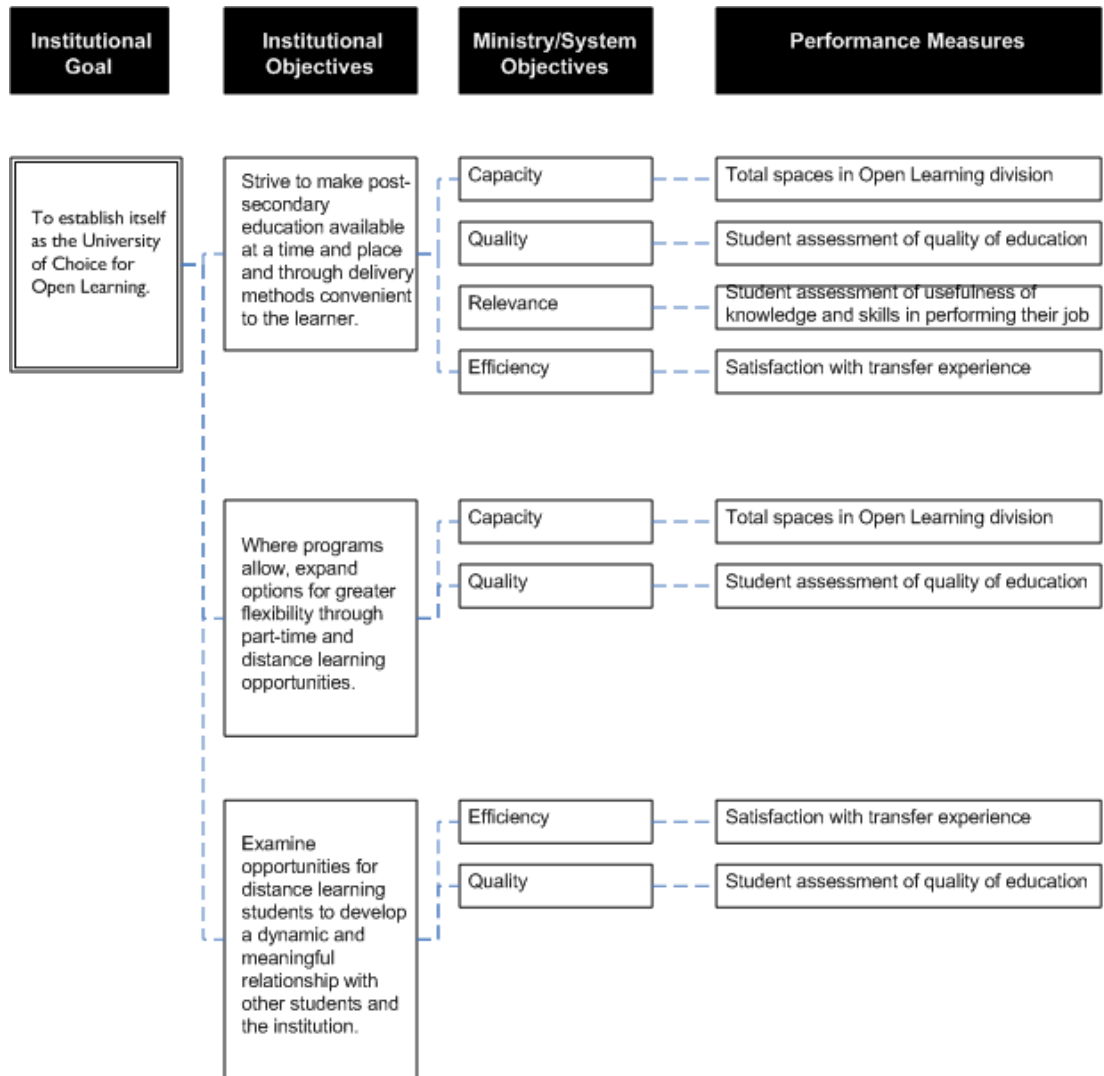 Institutional
Goal
Institutional
Objectives
Ministry/System
Objectives
Performance Measures
To establish itself
as the University
of Choice for
Open Learning.
Strive to make post-
secondary
education available
at a time and place
and through delivery
methods convenient
to the learner.
Capacity
Total spaces in Open Learning division
Quality
Student assessment of quality of education
Relevance
Student assessment of usefulness of
knowledge and skills in performing their job
Efficiency
Satisfaction with transfer experience
Where programs
allow, expand
options for greater
flexibility through
part-time and
distance learning
opportunities.
Capacity
Total spaces in Open Learning division
Quality
Student assessment of quality of education
Examine
opportunities for
distance learning
students to develop
a dynamic and
meaningful
relationship with
other students and
the institution.
Efficiency
Satisfaction with transfer experience
Quality
Student assessment of quality of education